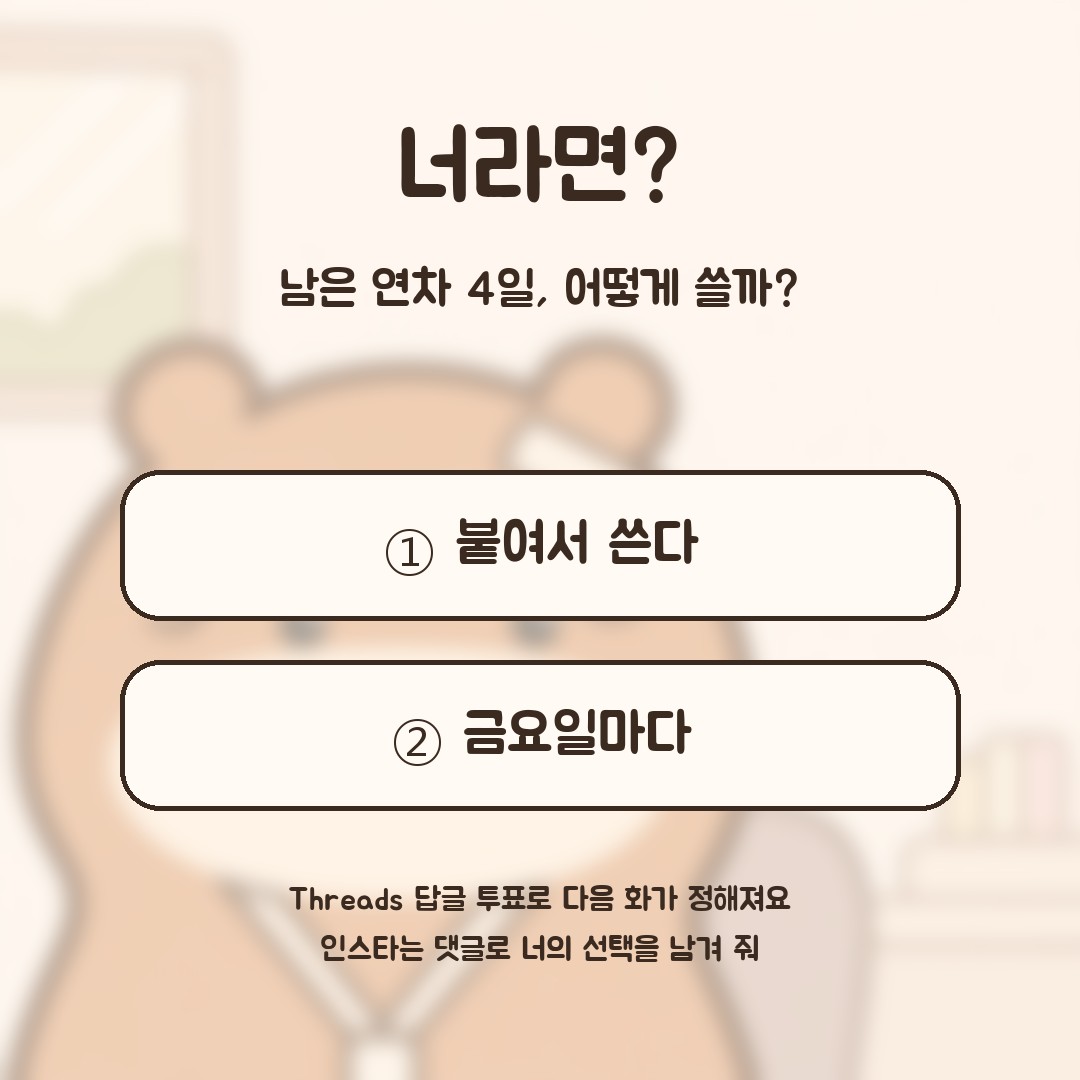 너라면?
남은 연차 4일, 어떻게 쓸까?
① 붙여서 쓴다
② 금요일마다
Threads 답글 투표로 다음 화가 정해져요
인스타는 댓글로 너의 선택을 남겨 줘